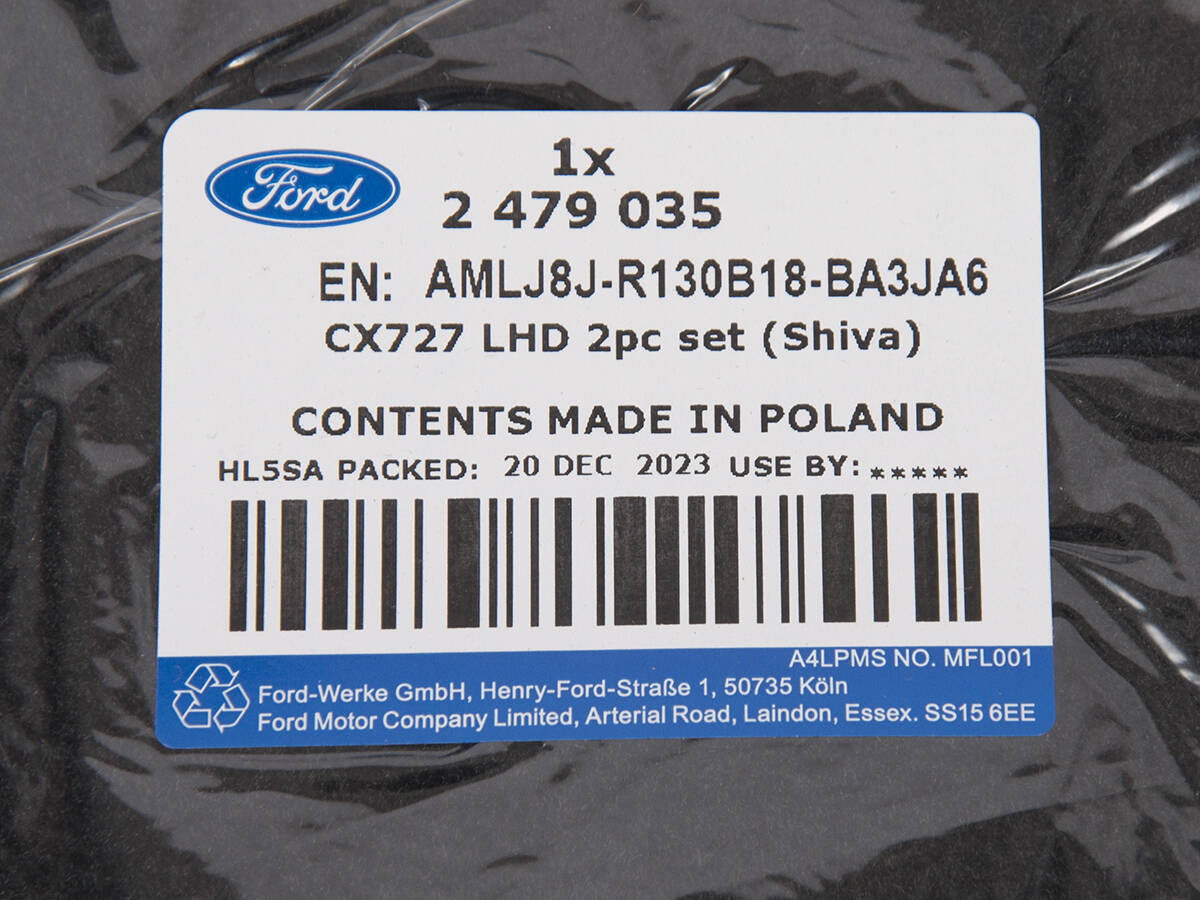 Ford
1x
2 479 035
EN: AMLJ8J-R130B18-BA3JA6
CX727 LHD 2pc set (Shiva)
CONTENTS MADE IN POLAND
HL5SA PACKED: 20 DEC 2023 USE BY: *****
A4LPMS NO. MFL001
Ford-Werke GmbH, Henry-Ford-Straße 1, 50735 Köln
Ford Motor Company Limited, Arterial Road, Laindon, Essex. SS15 6EE